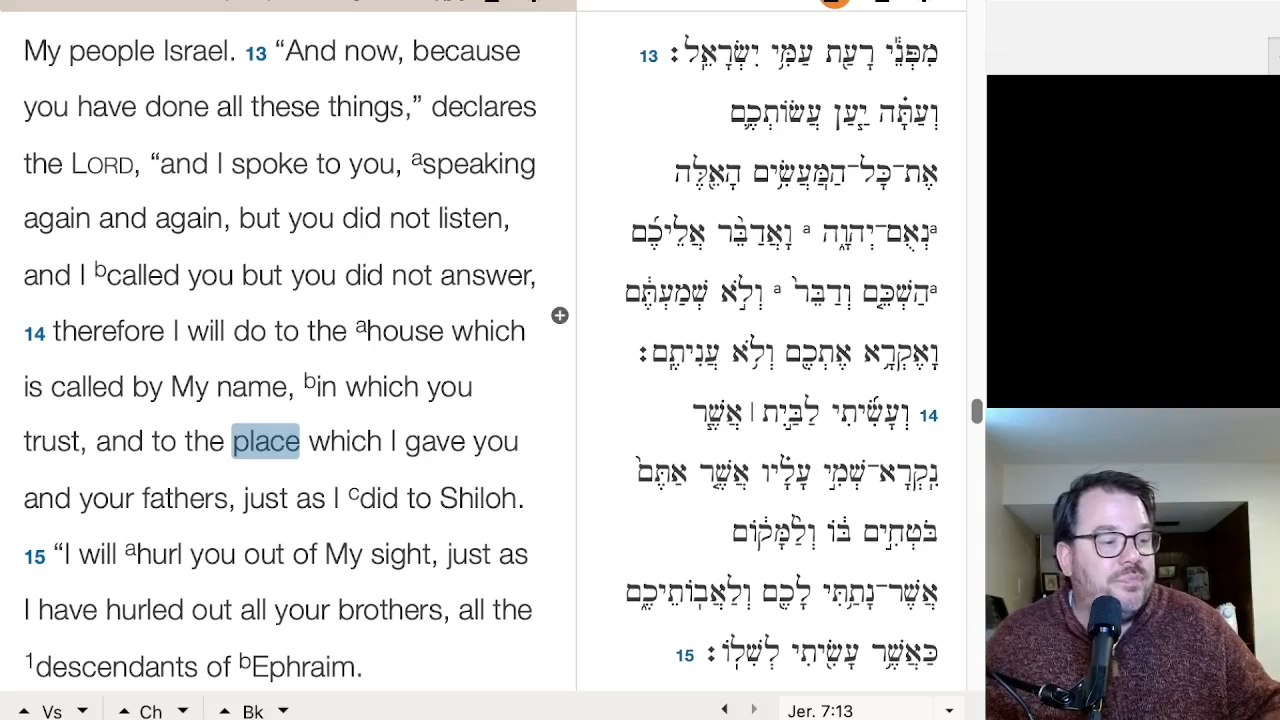 My people Israel. 13 “And now, because
you have done all these things,” declares
the LORD, “and I spoke to you, ᵃspeaking
again and again, but you did not listen,
and I ᵇcalled you but you did not answer,
14 therefore I will do to the ᵃhouse which
is called by My name, ᵇin which you
trust, and to the place which I gave you
and your fathers, just as I ᶜdid to Shiloh.
15 “I will ᵃhurl you out of My sight, just as
I have hurled out all your brothers, all the
¹descendants of ᵇEphraim.
מִפְּנֵ֕י רָעַ֖ת עַמִּ֥י יִשְׂרָאֵֽל׃ 13
וְעַתָּ֗ה יַ֧עַן עֲשׂוֹתְכֶ֛ם
אֶת־כָּל־הַמַּֽעֲשִׂ֥ים הָאֵ֖לֶּה
ᵃנְאֻם־יְהוָ֑ה ᵃ וָאֲדַבֵּ֨ר אֲלֵיכֶ֜ם
ᵃהַשְׁכֵּ֤ם וְדַבֵּר֙ ᵃ וְלֹ֣א שְׁמַעְתֶּ֔ם
וָאֶקְרָ֥א אֶתְכֶ֖ם וְלֹ֥א עֲנִיתֶֽם׃
14 וְעָשִׂ֜יתִי לַבַּ֣יִת ׀ אֲשֶׁ֧ר
נִֽקְרָא־שְׁמִ֣י עָלָ֗יו אֲשֶׁ֤ר אַתֶּם֙
בֹּטְחִ֣ים בּ֔וֹ וְלַ֨מָּק֔וֹם
אֲשֶׁר־נָתַ֥תִּי לָכֶ֖ם וְלַאֲבֽוֹתֵיכֶ֑ם
כַּאֲשֶׁ֥ר עָשִׂ֖יתִי לְשִׁלֽוֹ׃ 15
Vs Ch Bk Jer. 7:13